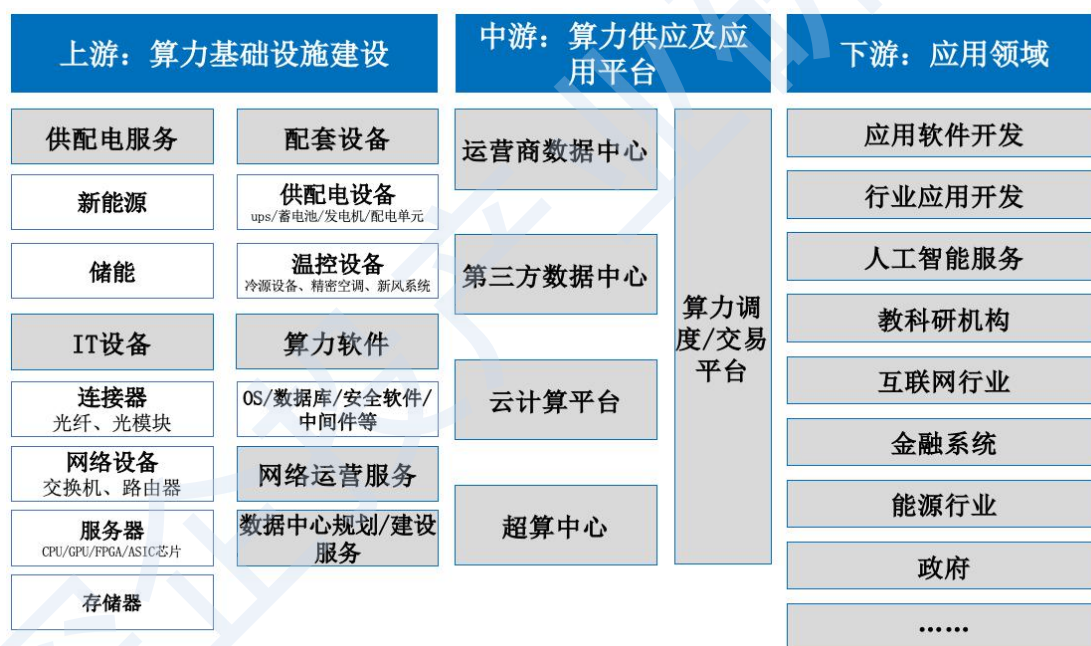 上游：算力基础设施建设
中游：算力供应及应
用平台
下游：应用领域
供配电服务
新能源
储能
IT设备
连接器
光纤、光模块
网络设备
交换机、路由器
服务器
CPU/GPU/FPGA/ASIC芯片
存储器
配套设备
供配电设备
ups/蓄电池/发电机/配电单元
温控设备
冷源设备、精密空调、新风系统
算力软件
OS/数据库/安全软件/
中间件等
网络运营服务
数据中心规划/建设
服务
运营商数据中心
第三方数据中心
云计算平台
超算中心
算力调
度/交易
平台
应用软件开发
行业应用开发
人工智能服务
教科研机构
互联网行业
金融系统
能源行业
政府
……